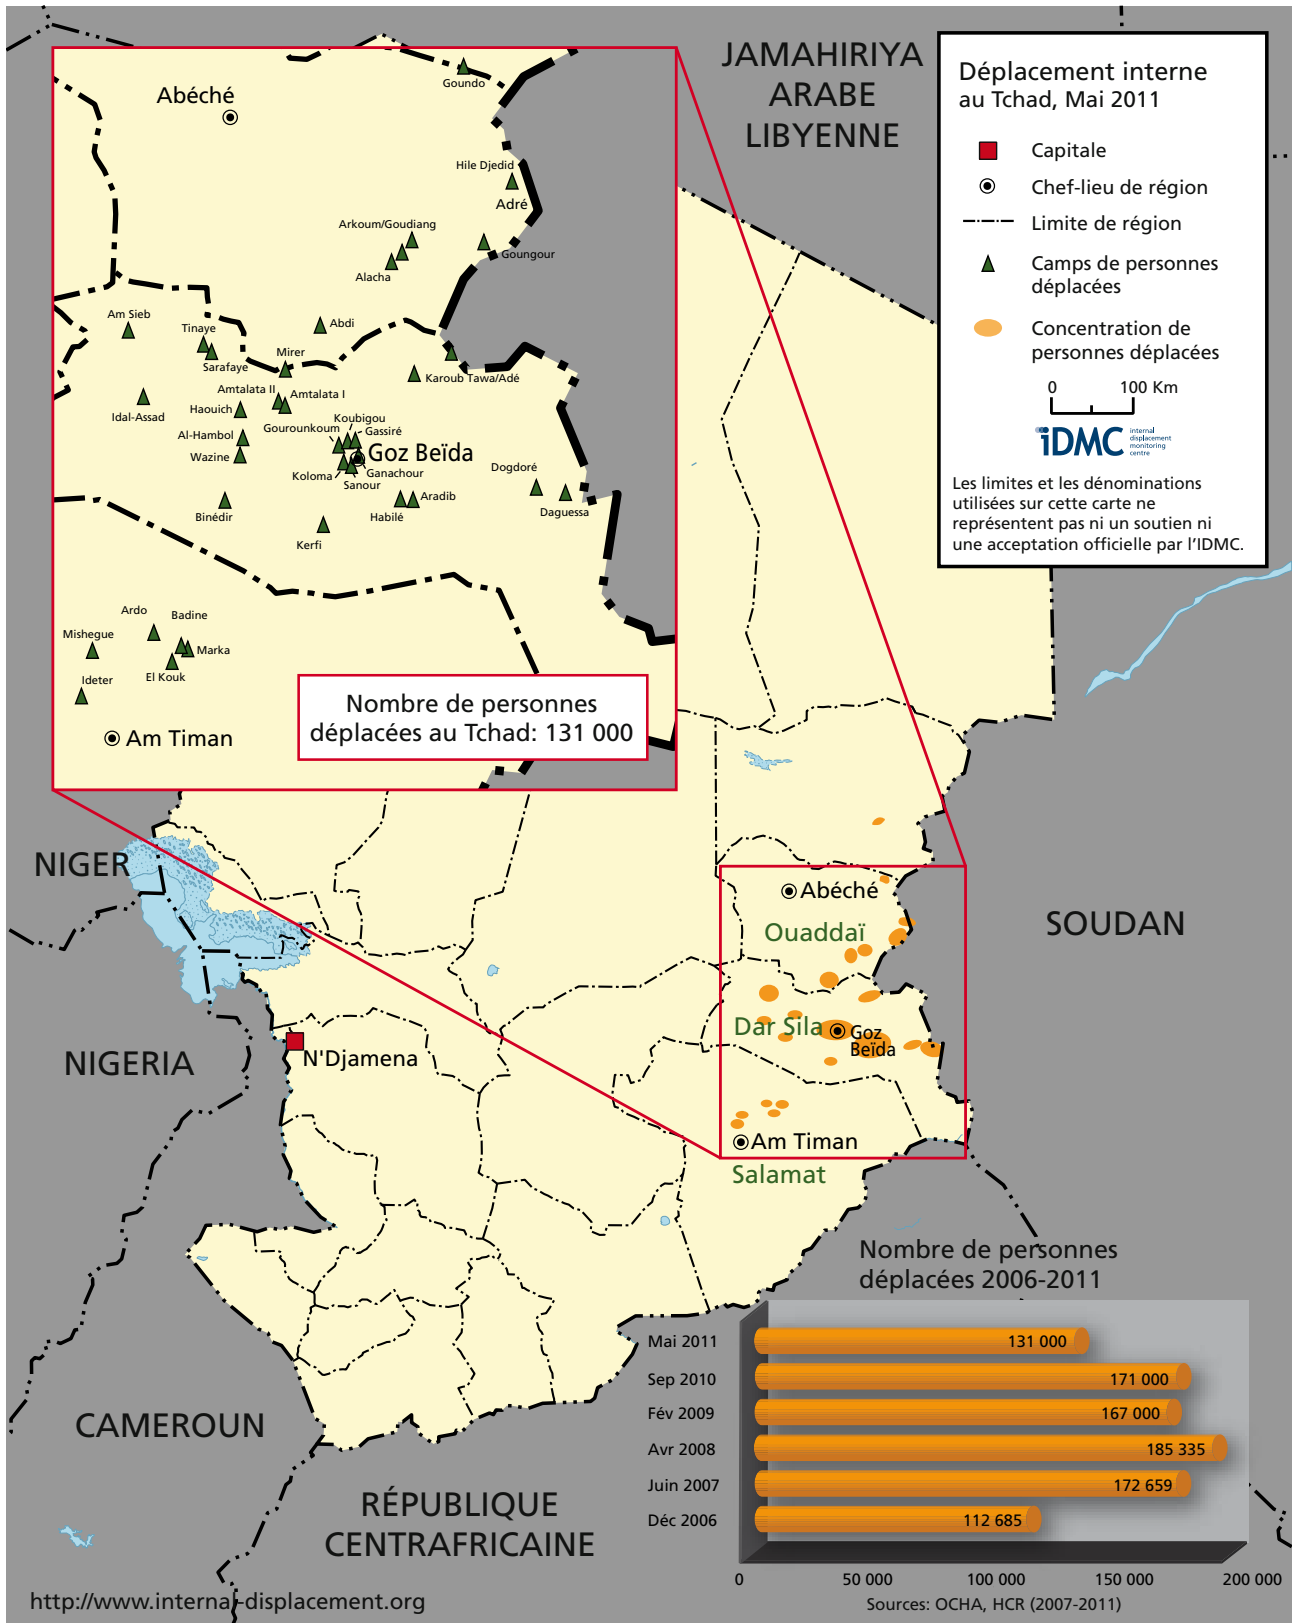 JAMAHIRIYA
ARABE
LIBYENNE
Déplacement interne
au Tchad, Mai 2011
Capitale
Chef-lieu de région
Limite de région
Camps de personnes
déplacées
Concentration de
personnes déplacées
0 100 Km
iDMC
internal
displacement
monitoring
centre
Les limites et les dénominations
utilisées sur cette carte ne
représentent pas ni un soutien ni
une acceptation officielle par l'IDMC.
Goundo
Abéché
Hile Djedid
Adré
Arkoum/Goudiang
Goungour
Alacha
Am Sieb
Abdi
Tinaye
Sarafaye
Mirer
Karoub Tawa/Adé
Amtalata II
Amtalata I
Idal-Assad
Haouich
Koubigou
Gourounkoum
Gassiré
Al-Hambol
Goz Beïda
Wazine
Dogdoré
Koloma
Ganachour
Sanour
Aradib
Binédir
Habilé
Daguessa
Kerfi
Ardo
Badine
Mishegue
Marka
El Kouk
Ideter
Am Timan
Nombre de personnes
déplacées au Tchad: 131 000
NIGER
Abéché
Ouaddaï
SOUDAN
Dar Sila
Goz
Beïda
N'Djamena
NIGERIA
Am Timan
Salamat
CAMEROUN
RÉPUBLIQUE
CENTRAFRICAINE
Nombre de personnes
déplacées 2006-2011
Mai 2011 131 000
Sep 2010 171 000
Fév 2009 167 000
Avr 2008 185 335
Juin 2007 172 659
Déc 2006 112 685
0 50 000 100 000 150 000 200 000
Sources: OCHA, HCR (2007-2011)
http://www.internal-displacement.org